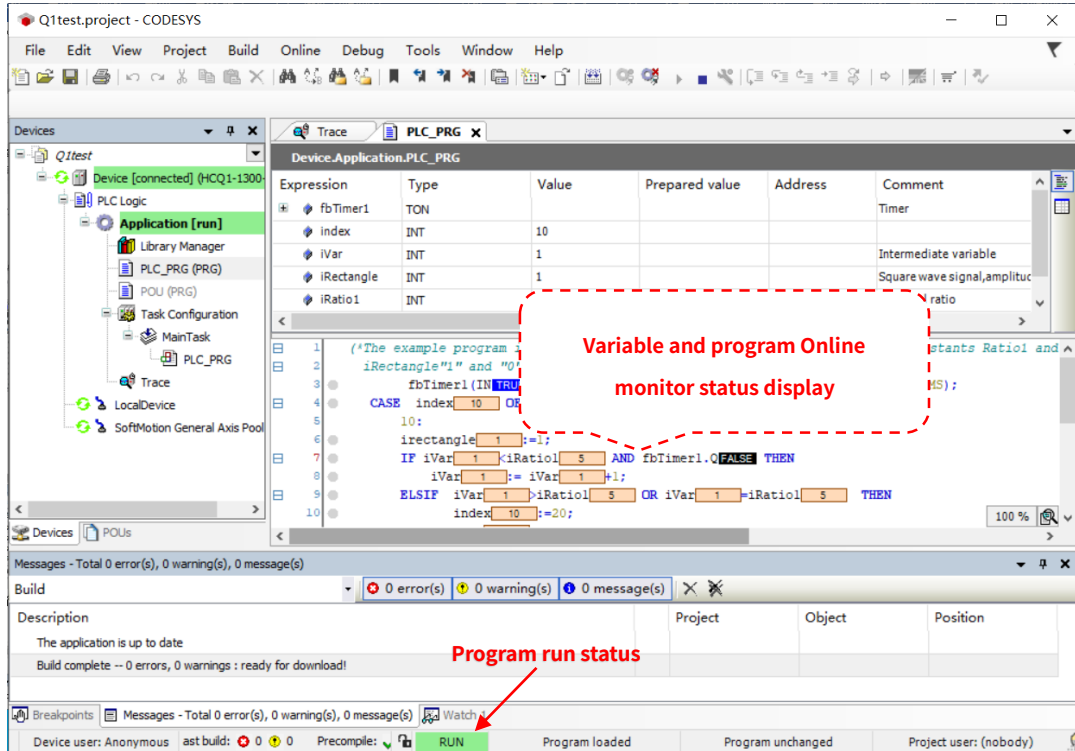 Q1test.project - CODESYS
File Edit View Project Build Online Debug Tools Window Help
Devices
Q1test
Device [connected] (HCQ1-1300-
PLC Logic
Application [run]
Library Manager
PLC_PRG (PRG)
POU (PRG)
Task Configuration
MainTask
PLC_PRG
Trace
LocalDevice
SoftMotion General Axis Pool
Devices POUs
Trace PLC_PRG
Device.Application.PLC_PRG
Expression Type Value Prepared value Address Comment
fbTimer1 TON Timer
index INT 10
iVar INT 1 Intermediate variable
iRectangle INT 1 Square wave signal,amplituc
iRatio1 INT ratio
Variable and program Online
monitor status display
1 (*The example program stants Ratio1 and
2 iRectangle"1" and "0"
3 fbTimer1(IN TRU MS);
4 CASE index 10 OF
5 10:
6 irectangle 1 :=1;
7 IF iVar 1 <iRatio1 5 AND fbTimer1.Q FALSE THEN
8 iVar 1 := iVar 1 +1;
9 ELSIF iVar 1 >iRatio1 5 OR iVar 1 =iRatio1 5 THEN
10 index 10 :=20;
100 %
Messages - Total 0 error(s), 0 warning(s), 0 message(s)
Build 0 error(s) 0 warning(s) 0 message(s)
Description Project Object Position
The application is up to date
Build complete -- 0 errors, 0 warnings : ready for download!
Program run status
Breakpoints Messages - Total 0 error(s), 0 warning(s), 0 message(s) Watch 1
Device user: Anonymous ast build: 0 0 Precompile: RUN Program loaded Program unchanged Project user: (nobody)